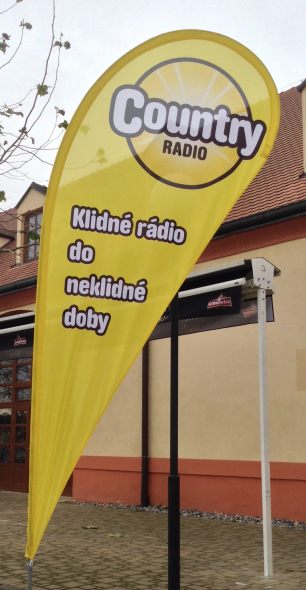 Country
RADIO
Klidné rádio
do
neklidné
doby